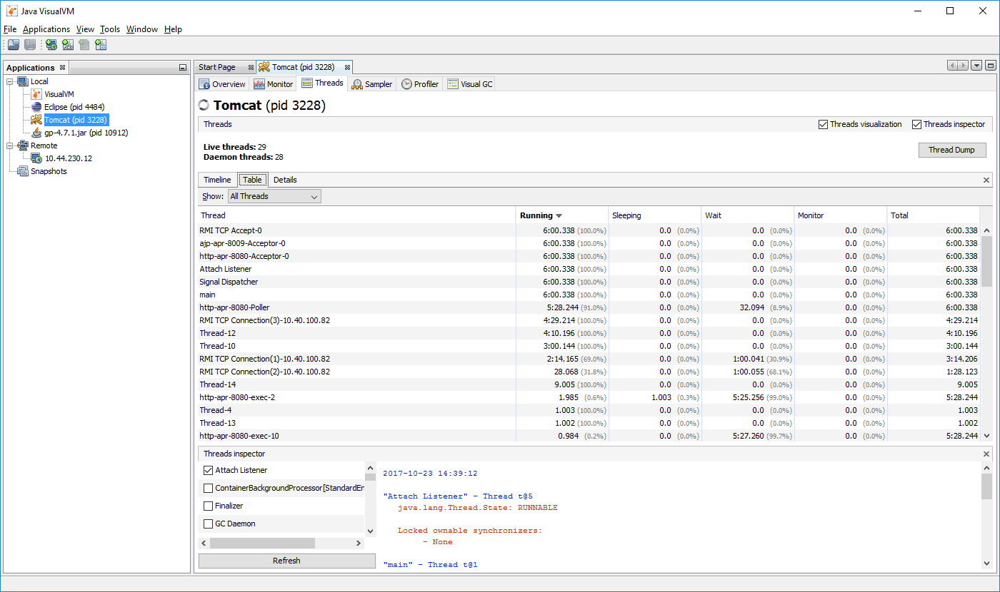 Java VisualVM
File Applications View Tools Window Help
Applications
Local
VisualVM
Eclipse (pid 4484)
Tomcat (pid 3228)
gp-4.7.1.jar (pid 10912)
Remote
10.44.230.12
Snapshots
Start Page Tomcat (pid 3228)
Overview Monitor Threads Sampler Profiler Visual GC
Tomcat (pid 3228)
Threads Threads visualization Threads inspector
Live threads: 29
Daemon threads: 28
Thread Dump
Timeline Table Details
Show: All Threads
Thread Running Sleeping Wait Monitor Total
RMI TCP Accept-0 6:00.338 (100.0%) 0.0 (0.0%) 0.0 (0.0%) 0.0 (0.0%) 6:00.338
ajp-apr-8009-Acceptor-0 6:00.338 (100.0%) 0.0 (0.0%) 0.0 (0.0%) 0.0 (0.0%) 6:00.338
http-apr-8080-Acceptor-0 6:00.338 (100.0%) 0.0 (0.0%) 0.0 (0.0%) 0.0 (0.0%) 6:00.338
Attach Listener 6:00.338 (100.0%) 0.0 (0.0%) 0.0 (0.0%) 0.0 (0.0%) 6:00.338
Signal Dispatcher 6:00.338 (100.0%) 0.0 (0.0%) 0.0 (0.0%) 0.0 (0.0%) 6:00.338
main 6:00.338 (100.0%) 0.0 (0.0%) 0.0 (0.0%) 0.0 (0.0%) 6:00.338
http-apr-8080-Poller 5:28.244 (91.0%) 0.0 (0.0%) 32.094 (8.9%) 0.0 (0.0%) 6:00.338
RMI TCP Connection(3)-10.40.100.82 4:29.214 (100.0%) 0.0 (0.0%) 0.0 (0.0%) 0.0 (0.0%) 4:29.214
Thread-12 4:10.196 (100.0%) 0.0 (0.0%) 0.0 (0.0%) 0.0 (0.0%) 4:10.196
Thread-10 3:00.144 (100.0%) 0.0 (0.0%) 0.0 (0.0%) 0.0 (0.0%) 3:00.144
RMI TCP Connection(1)-10.40.100.82 2:14.165 (69.0%) 0.0 (0.0%) 1:00.041 (30.9%) 0.0 (0.0%) 3:14.206
RMI TCP Connection(2)-10.40.100.82 28.068 (31.8%) 0.0 (0.0%) 1:00.055 (68.1%) 0.0 (0.0%) 1:28.123
Thread-14 9.005 (100.0%) 0.0 (0.0%) 0.0 (0.0%) 0.0 (0.0%) 9.005
http-apr-8080-exec-2 1.985 (0.6%) 1.003 (0.3%) 5:25.256 (99.0%) 0.0 (0.0%) 5:28.244
Thread-4 1.003 (100.0%) 0.0 (0.0%) 0.0 (0.0%) 0.0 (0.0%) 1.003
Thread-13 1.002 (100.0%) 0.0 (0.0%) 0.0 (0.0%) 0.0 (0.0%) 1.002
http-apr-8080-exec-10 0.984 (0.2%) 0.0 (0.0%) 5:27.260 (99.7%) 0.0 (0.0%) 5:28.244
Threads inspector
Attach Listener
ContainerBackgroundProcessor[StandardEn
Finalizer
GC Daemon
Refresh
2017-10-23 14:39:12
"Attach Listener" - Thread t@5
java.lang.Thread.State: RUNNABLE
Locked ownable synchronizers:
- None
"main" - Thread t@1